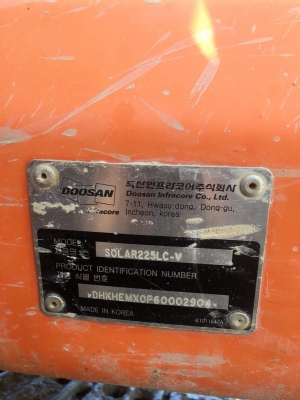 DOOSAN
Infracore
두산인프라코어주식회사
Doosan Infracore Co., Ltd.
7-11, Hwasu-dong, Dong-gu,
Incheon, Korea
MODEL
SOLAR225LC-V
PRODUCT IDENTIFICATION NUMBER
제품 식별 번호
*DHKHEMX0P60002904*
MADE IN KOREA